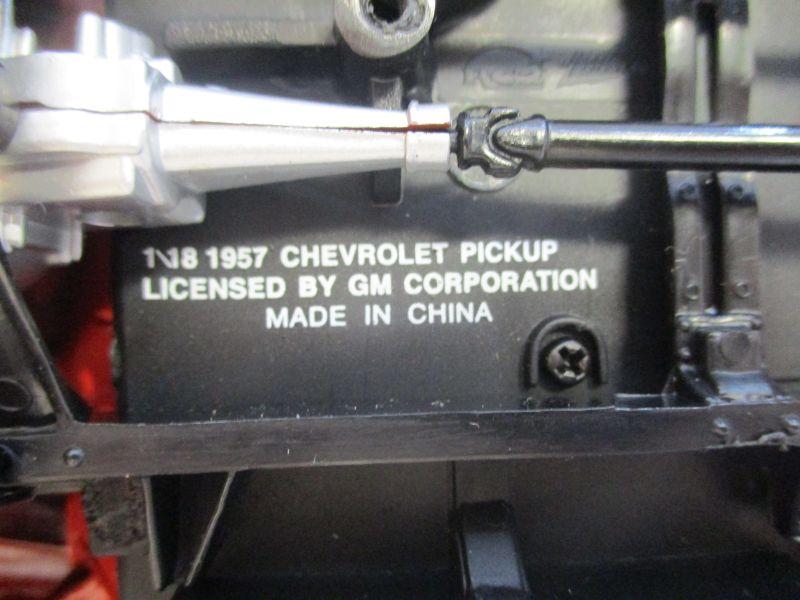 1\18 1957 CHEVROLET PICKUP
LICENSED BY GM CORPORATION
MADE IN CHINA